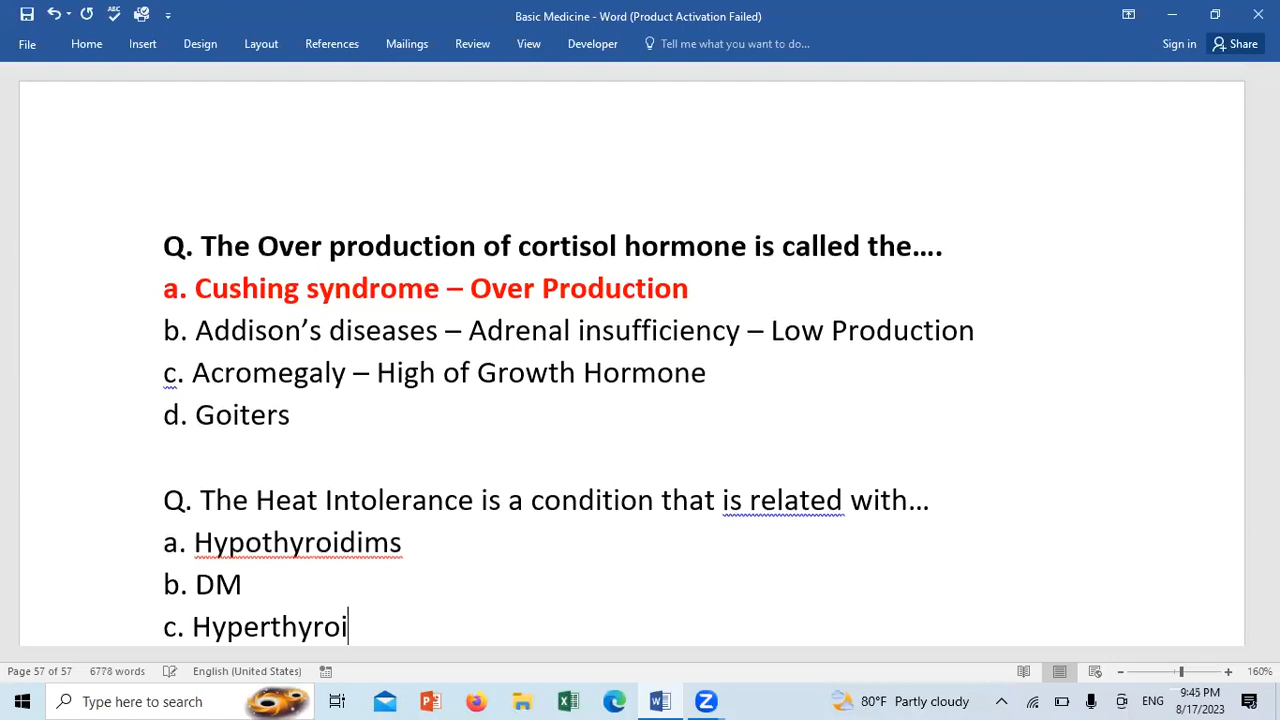 Basic Medicine - Word (Product Activation Failed)
File Home Insert Design Layout References Mailings Review View Developer Tell me what you want to do... Sign in Share
Q. The Over production of cortisol hormone is called the….
a. Cushing syndrome – Over Production
b. Addison’s diseases – Adrenal insufficiency – Low Production
c. Acromegaly – High of Growth Hormone
d. Goiters
Q. The Heat Intolerance is a condition that is related with…
a. Hypothyroidims
b. DM
c. Hyperthyroi
Page 57 of 57 6778 words English (United States) 160%
Type here to search 80°F Partly cloudy ENG 9:45 PM
8/17/2023